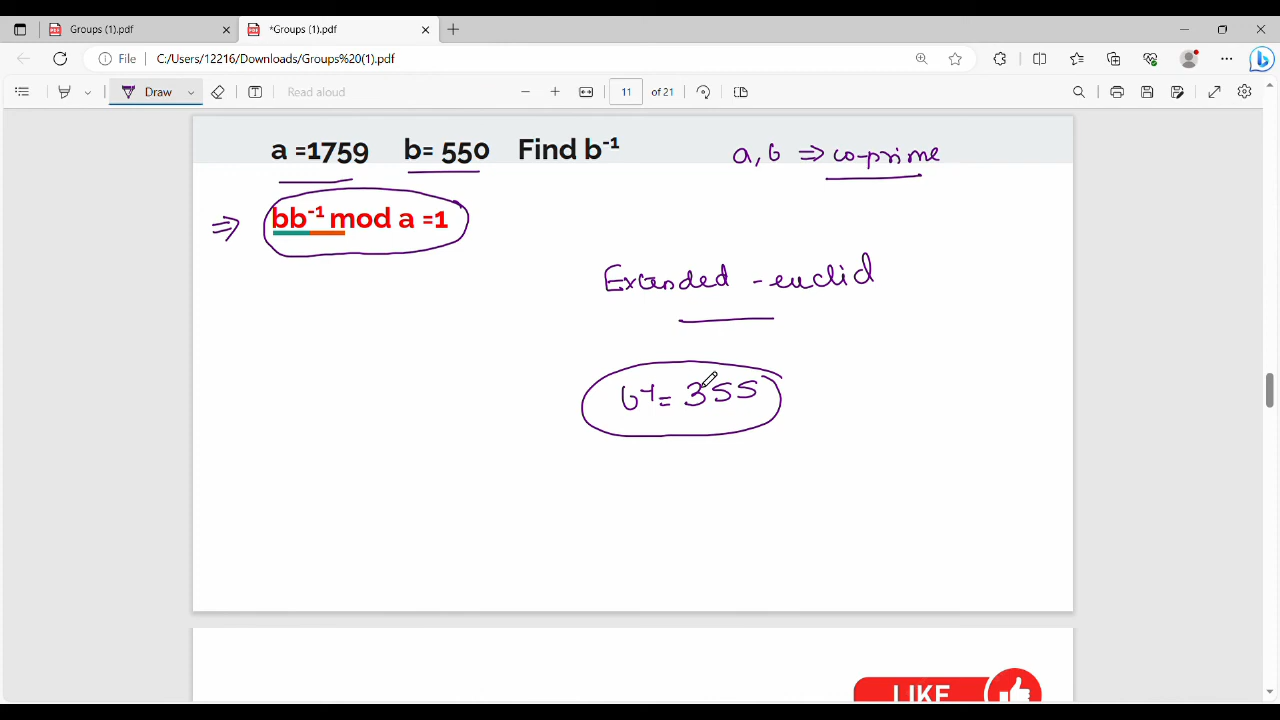 Groups (1).pdf
*Groups (1).pdf
File C:/Users/12216/Downloads/Groups%20(1).pdf
Draw Read aloud 11 of 21
a =1759 b= 550 Find b⁻¹ a, b ⇒ co-prime
⇒ bb⁻¹ mod a =1
Extended -euclid
b⁻¹= 355
LIKE